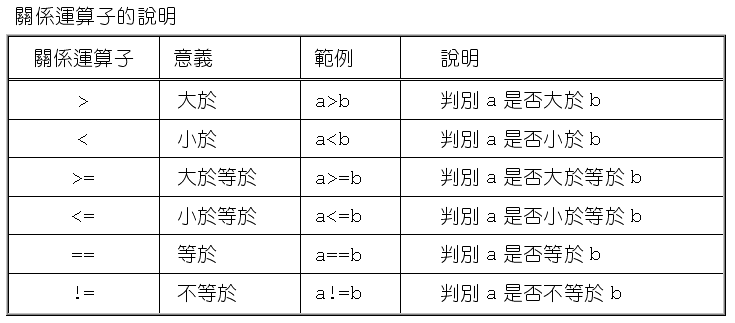 關係運算子的說明
關係運算子 意義 範例 說明
> 大於 a>b 判別 a 是否大於 b
< 小於 a<b 判別 a 是否小於 b
>= 大於等於 a>=b 判別 a 是否大於等於 b
<= 小於等於 a<=b 判別 a 是否小於等於 b
== 等於 a==b 判別 a 是否等於 b
!= 不等於 a!=b 判別 a 是否不等於 b